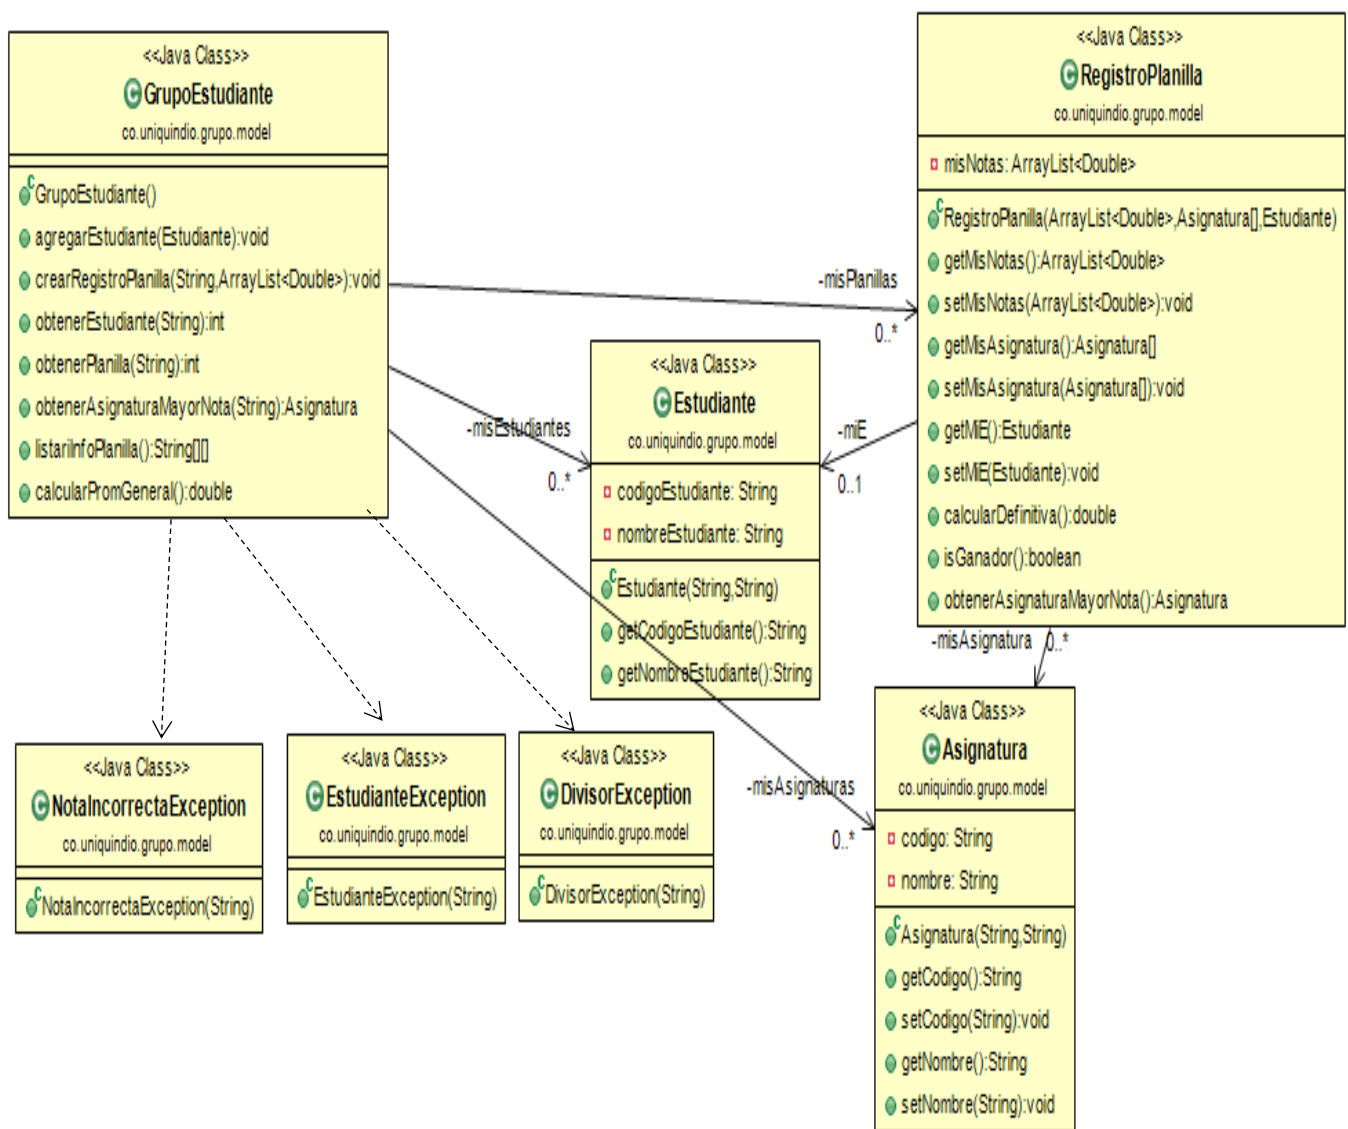 <<Java Class>>
GrupoEstudiante
co.uniquindio.grupo.model
GrupoEstudiante()
agregarEstudiante(Estudiante):void
crearRegistroPlanilla(String,ArrayList<Double>):void
obtenerEstudiante(String):int
obtenerPlanilla(String):int
obtenerAsignaturaMayorNota(String):Asignatura
listarInfoPlanilla():String[][]
calcularPromGeneral():double
<<Java Class>>
RegistroPlanilla
co.uniquindio.grupo.model
misNotas: ArrayList<Double>
RegistroPlanilla(ArrayList<Double>,Asignatura[],Estudiante)
getMisNotas():ArrayList<Double>
setMisNotas(ArrayList<Double>):void
getMisAsignatura():Asignatura[]
setMisAsignatura(Asignatura[]):void
getMiE():Estudiante
setMiE(Estudiante):void
calcularDefinitiva():double
isGanador():boolean
obtenerAsignaturaMayorNota():Asignatura
-misPlanillas
0..*
-misEstudiantes
0..*
-miE
0..1
<<Java Class>>
Estudiante
co.uniquindio.grupo.model
codigoEstudiante: String
nombreEstudiante: String
Estudiante(String,String)
getCodigoEstudiante():String
getNombreEstudiante():String
-misAsignatura 0..*
-misAsignaturas
0..*
<<Java Class>>
NotaIncorrectaException
co.uniquindio.grupo.model
NotaIncorrectaException(String)
<<Java Class>>
EstudianteException
co.uniquindio.grupo.model
EstudianteException(String)
<<Java Class>>
DivisorException
co.uniquindio.grupo.model
DivisorException(String)
<<Java Class>>
Asignatura
co.uniquindio.grupo.model
codigo: String
nombre: String
Asignatura(String,String)
getCodigo():String
setCodigo(String):void
getNombre():String
setNombre(String):void